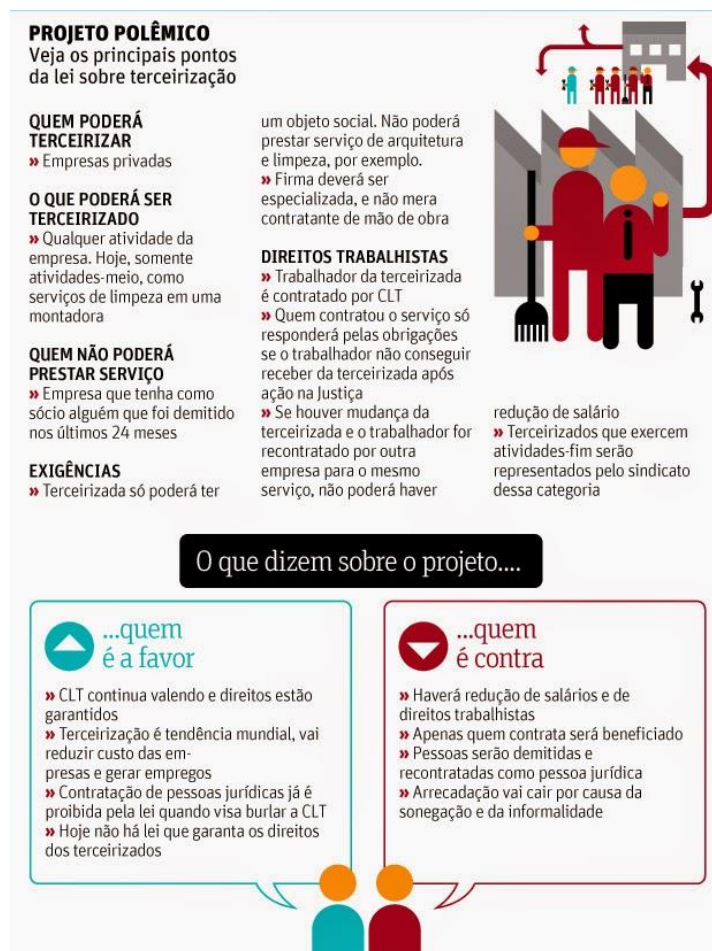 PROJETO POLÊMICO
Veja os principais pontos
da lei sobre terceirização
QUEM PODERÁ
TERCEIRIZAR
» Empresas privadas
O QUE PODERÁ SER
TERCEIRIZADO
» Qualquer atividade da
empresa. Hoje, somente
atividades-meio, como
serviços de limpeza em uma
montadora
QUEM NÃO PODERÁ
PRESTAR SERVIÇO
» Empresa que tenha como
sócio alguém que foi demitido
nos últimos 24 meses
EXIGÊNCIAS
» Terceirizada só poderá ter
um objeto social. Não poderá
prestar serviço de arquitetura
e limpeza, por exemplo.
» Firma deverá ser
especializada, e não mera
contratante de mão de obra
DIREITOS TRABALHISTAS
» Trabalhador da terceirizada
é contratado por CLT
» Quem contratou o serviço só
responderá pelas obrigações
se o trabalhador não conseguir
receber da terceirizada após
ação na Justiça
» Se houver mudança da
terceirizada e o trabalhador for
recontratado por outra
empresa para o mesmo
serviço, não poderá haver
redução de salário
» Terceirizados que exercem
atividades-fim serão
representados pelo sindicato
dessa categoria
O que dizem sobre o projeto....
...quem
é a favor
» CLT continua valendo e direitos estão
garantidos
» Terceirização é tendência mundial, vai
reduzir custo das em-
presas e gerar empregos
» Contratação de pessoas jurídicas já é
proibida pela lei quando visa burlar a CLT
» Hoje não há lei que garanta os direitos
dos terceirizados
...quem
é contra
» Haverá redução de salários e de
direitos trabalhistas
» Apenas quem contrata será beneficiado
» Pessoas serão demitidas e
recontratadas como pessoa jurídica
» Arrecadação vai cair por causa da
sonegação e da informalidade